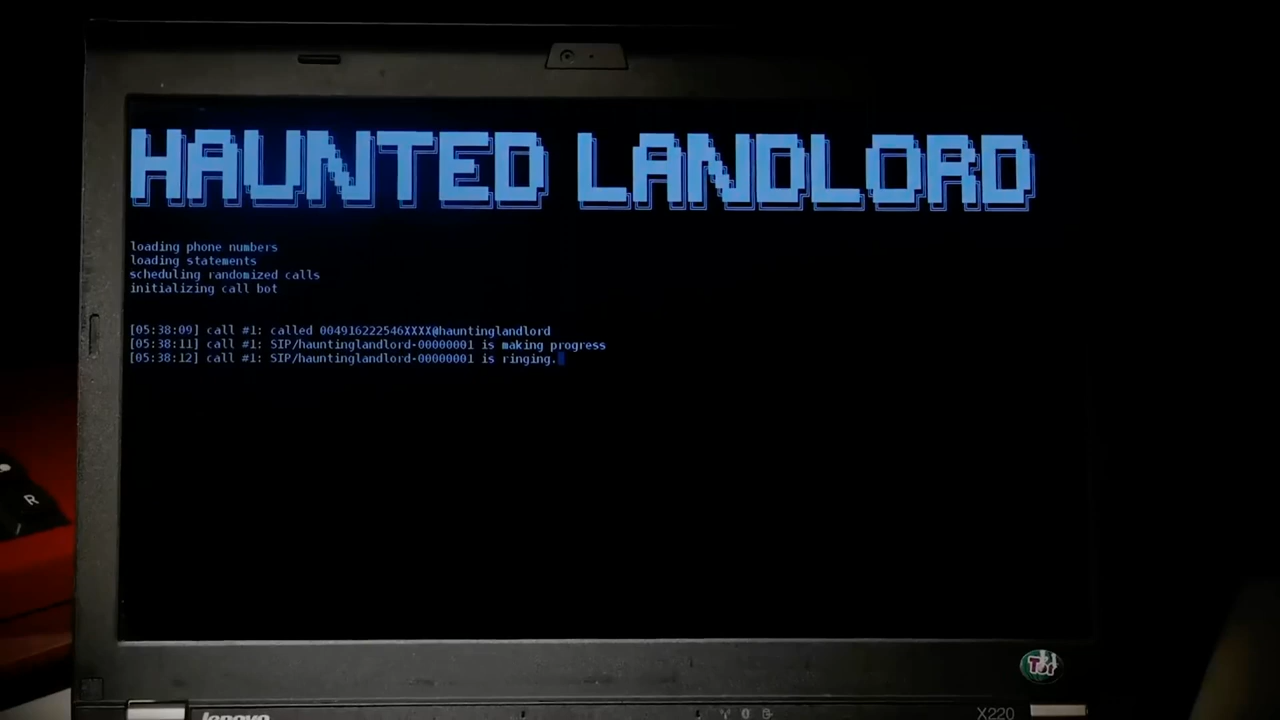 HAUNTED LANDLORD
loading phone numbers
loading statements
scheduling randomized calls
initializing call bot
[05:38:09] call #1: called 004916222546XXXX@hauntinglandlord
[05:38:11] call #1: SIP/hauntinglandlord-00000001 is making progress
[05:38:12] call #1: SIP/hauntinglandlord-00000001 is ringing.
R
Tor
lenovo
X220